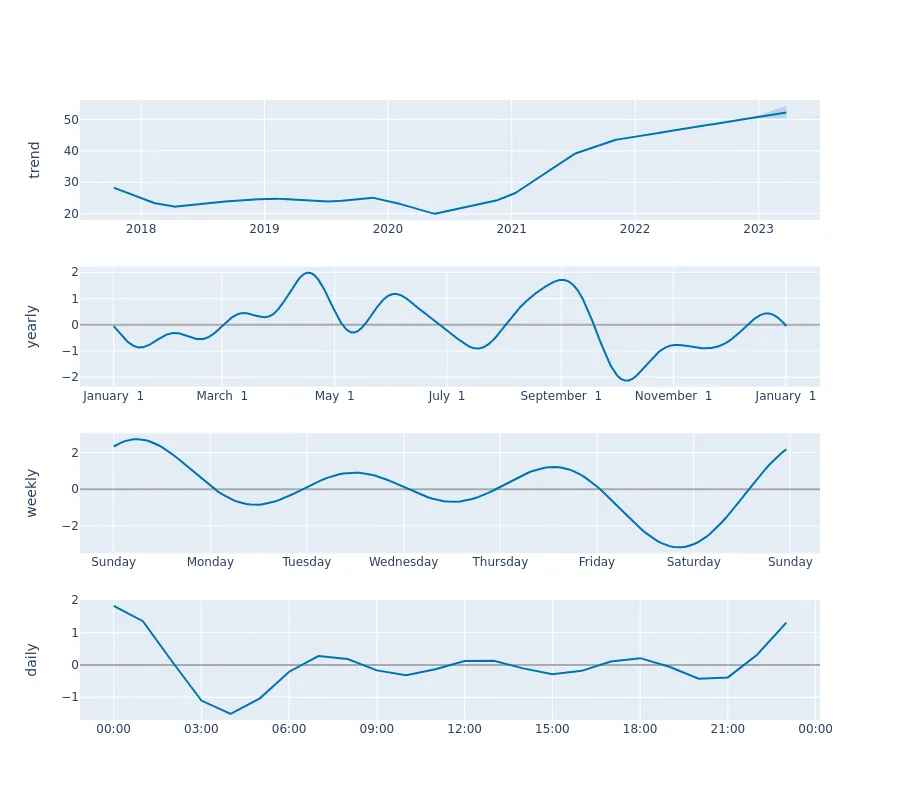 trend
50
40
30
20
2018 2019 2020 2021 2022 2023
yearly
2
1
0
−1
−2
January 1 March 1 May 1 July 1 September 1 November 1 January 1
weekly
2
0
−2
Sunday Monday Tuesday Wednesday Thursday Friday Saturday Sunday
daily
2
1
0
−1
00:00 03:00 06:00 09:00 12:00 15:00 18:00 21:00 00:00